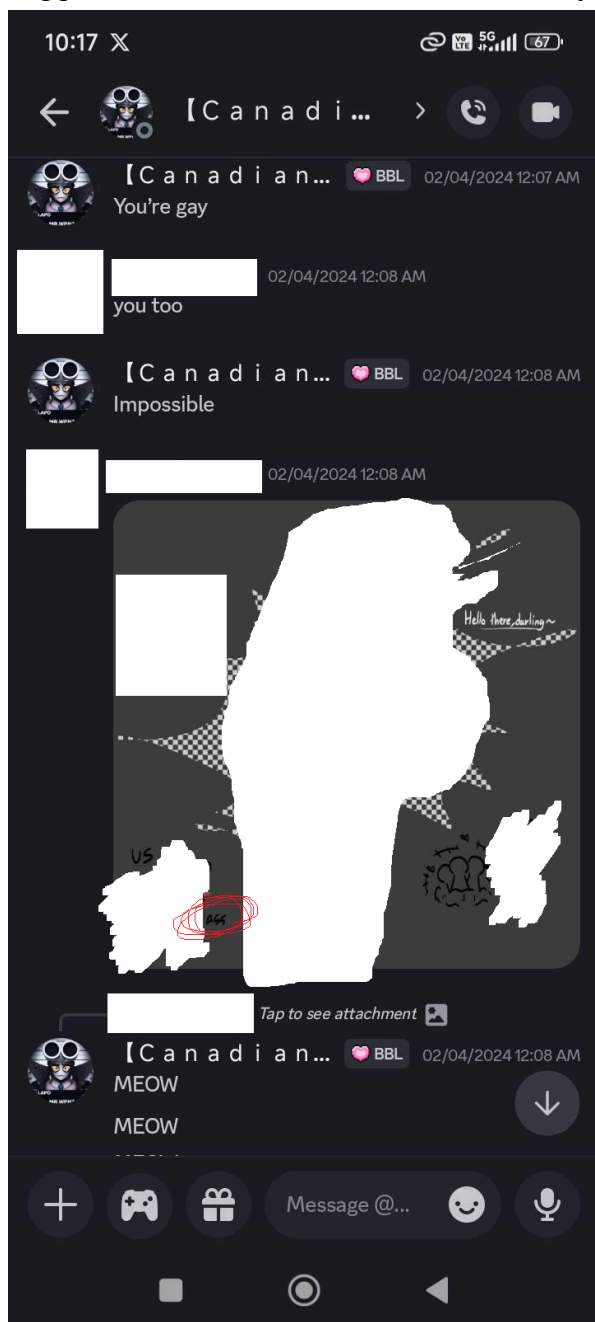 10:17 X
Vo LTE 5G 67
【Canadi... >
【Canadian... BBL 02/04/2024 12:07 AM
You're gay
02/04/2024 12:08 AM
you too
【Canadian... BBL 02/04/2024 12:08 AM
Impossible
02/04/2024 12:08 AM
Hello there, darling~
US
ass
Tap to see attachment
【Canadian... BBL 02/04/2024 12:08 AM
MEOW
MEOW
Message @...